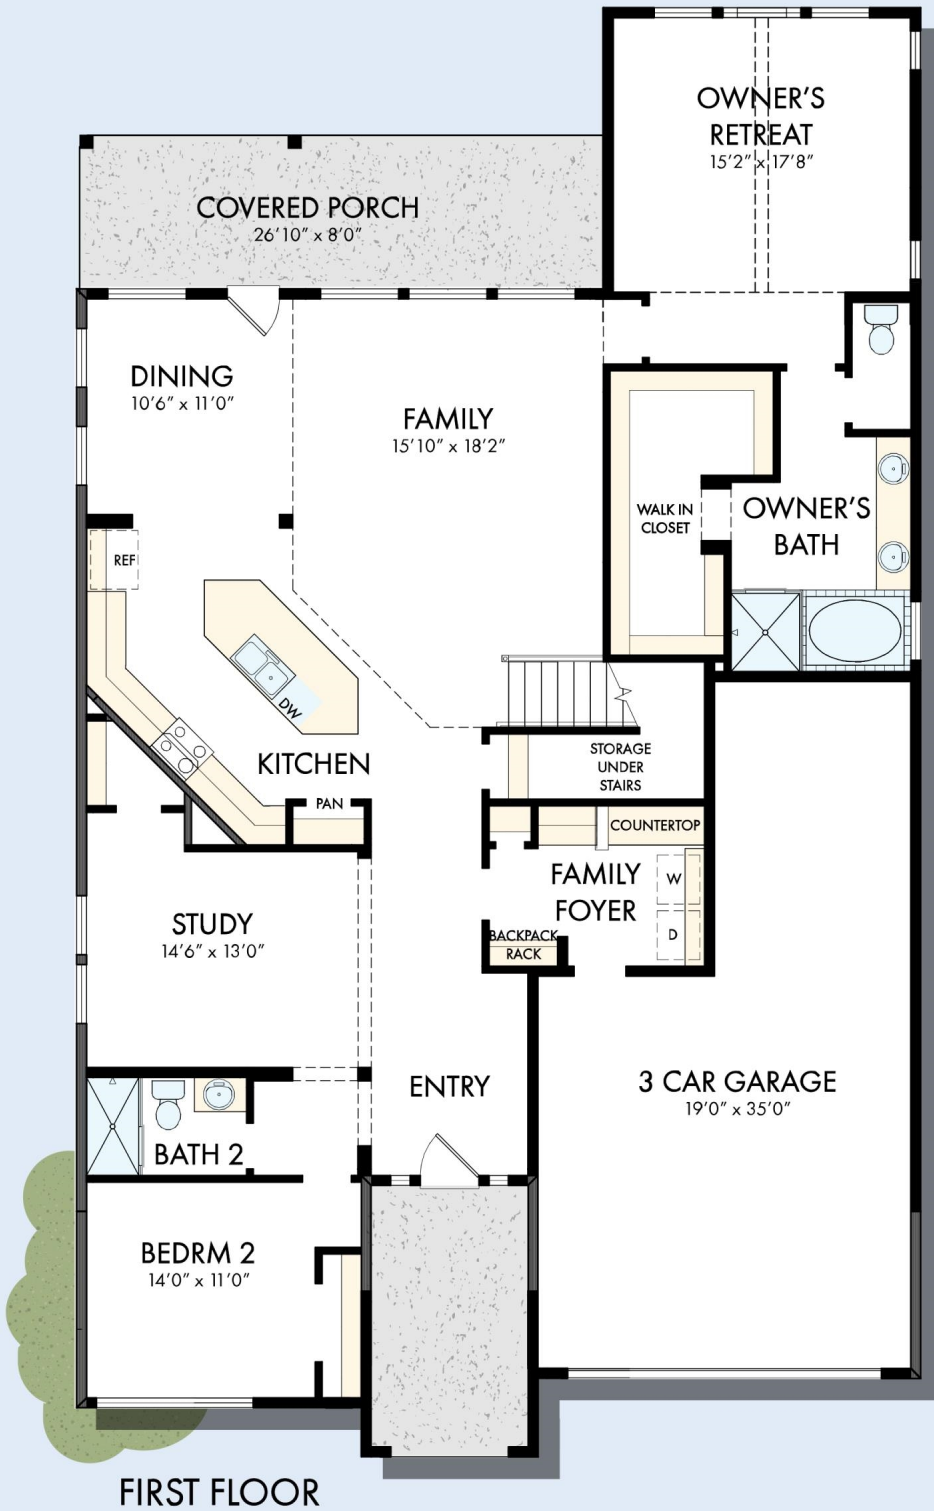 OWNER'S
RETREAT
15'2" x 17'8"
COVERED PORCH
26'10" x 8'0"
DINING
10'6" x 11'0"
FAMILY
15'10" x 18'2"
WALK IN
CLOSET
OWNER'S
BATH
REF
DW
KITCHEN
PAN
STORAGE
UNDER
STAIRS
COUNTERTOP
FAMILY
FOYER
W
D
BACKPACK
RACK
STUDY
14'6" x 13'0"
ENTRY
3 CAR GARAGE
19'0" x 35'0"
BATH 2
BEDRM 2
14'0" x 11'0"
FIRST FLOOR